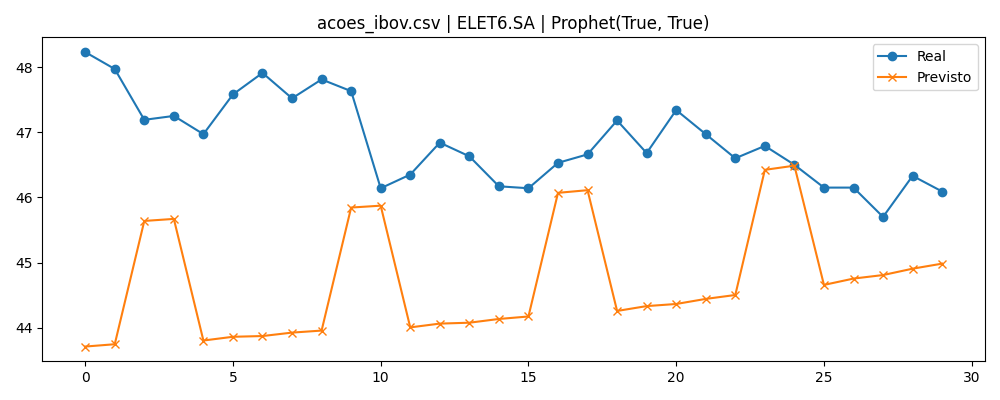 acoes_ibov.csv | ELET6.SA | Prophet(True, True)
Real
Previsto
48
47
46
45
44
0 5 10 15 20 25 30